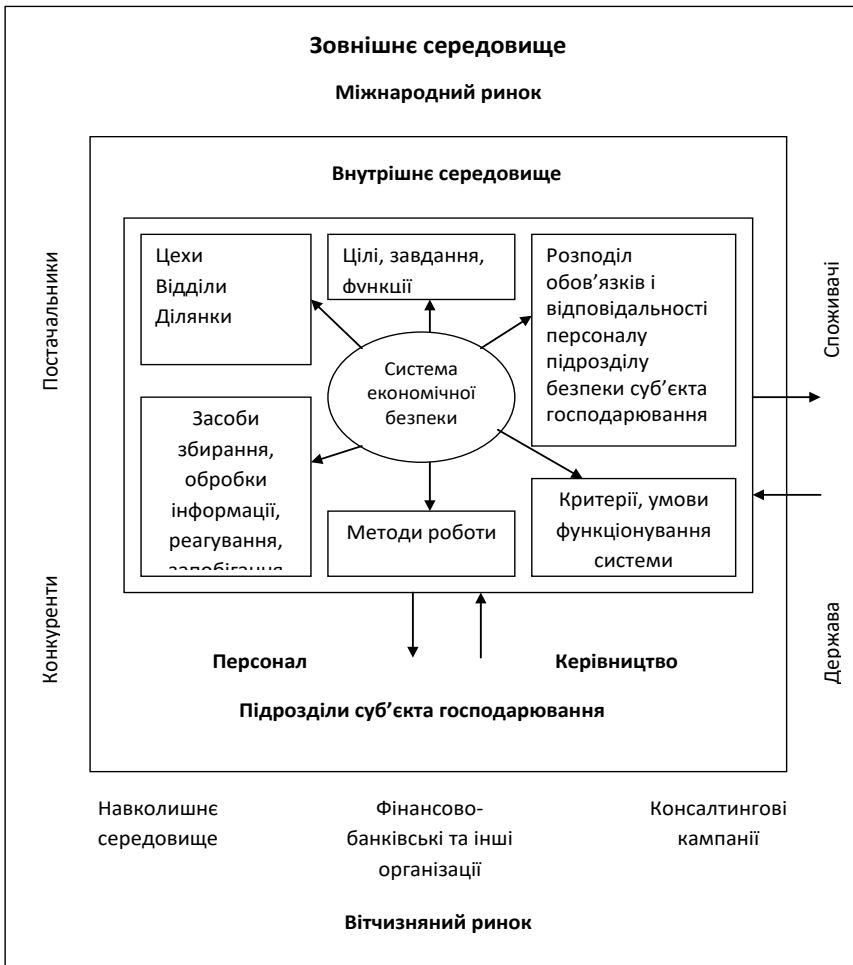 Зовнішнє середовище
Міжнародний ринок
Внутрішнє середовище
Постачальники
Конкуренти
Цехи
Відділи
Ділянки
Цілі, завдання,
функції
Розподіл
обов’язків і
відповідальності
персоналу
підрозділу
безпеки суб’єкта
господарювання
Система
економічної
безпеки
Засоби
збирання,
обробки
інформації,
реагування,
запобігання
Методи роботи
Критерії, умови
функціонування
системи
Споживачі
Держава
Персонал
Керівництво
Підрозділи суб’єкта господарювання
Навколишнє
середовище
Фінансово-
банківські та інші
організації
Консалтингові
кампанії
Вітчизняний ринок